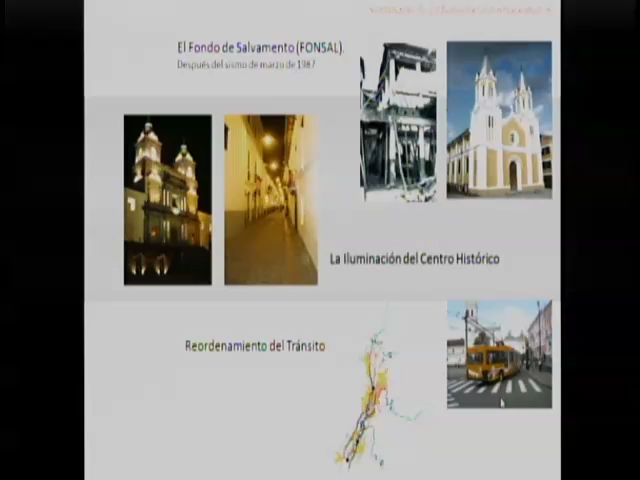 El Fondo de Salvamento (FONSAL).
Después del sismo de marzo de 1987
La Iluminación del Centro Histórico
Reordenamiento del Tránsito